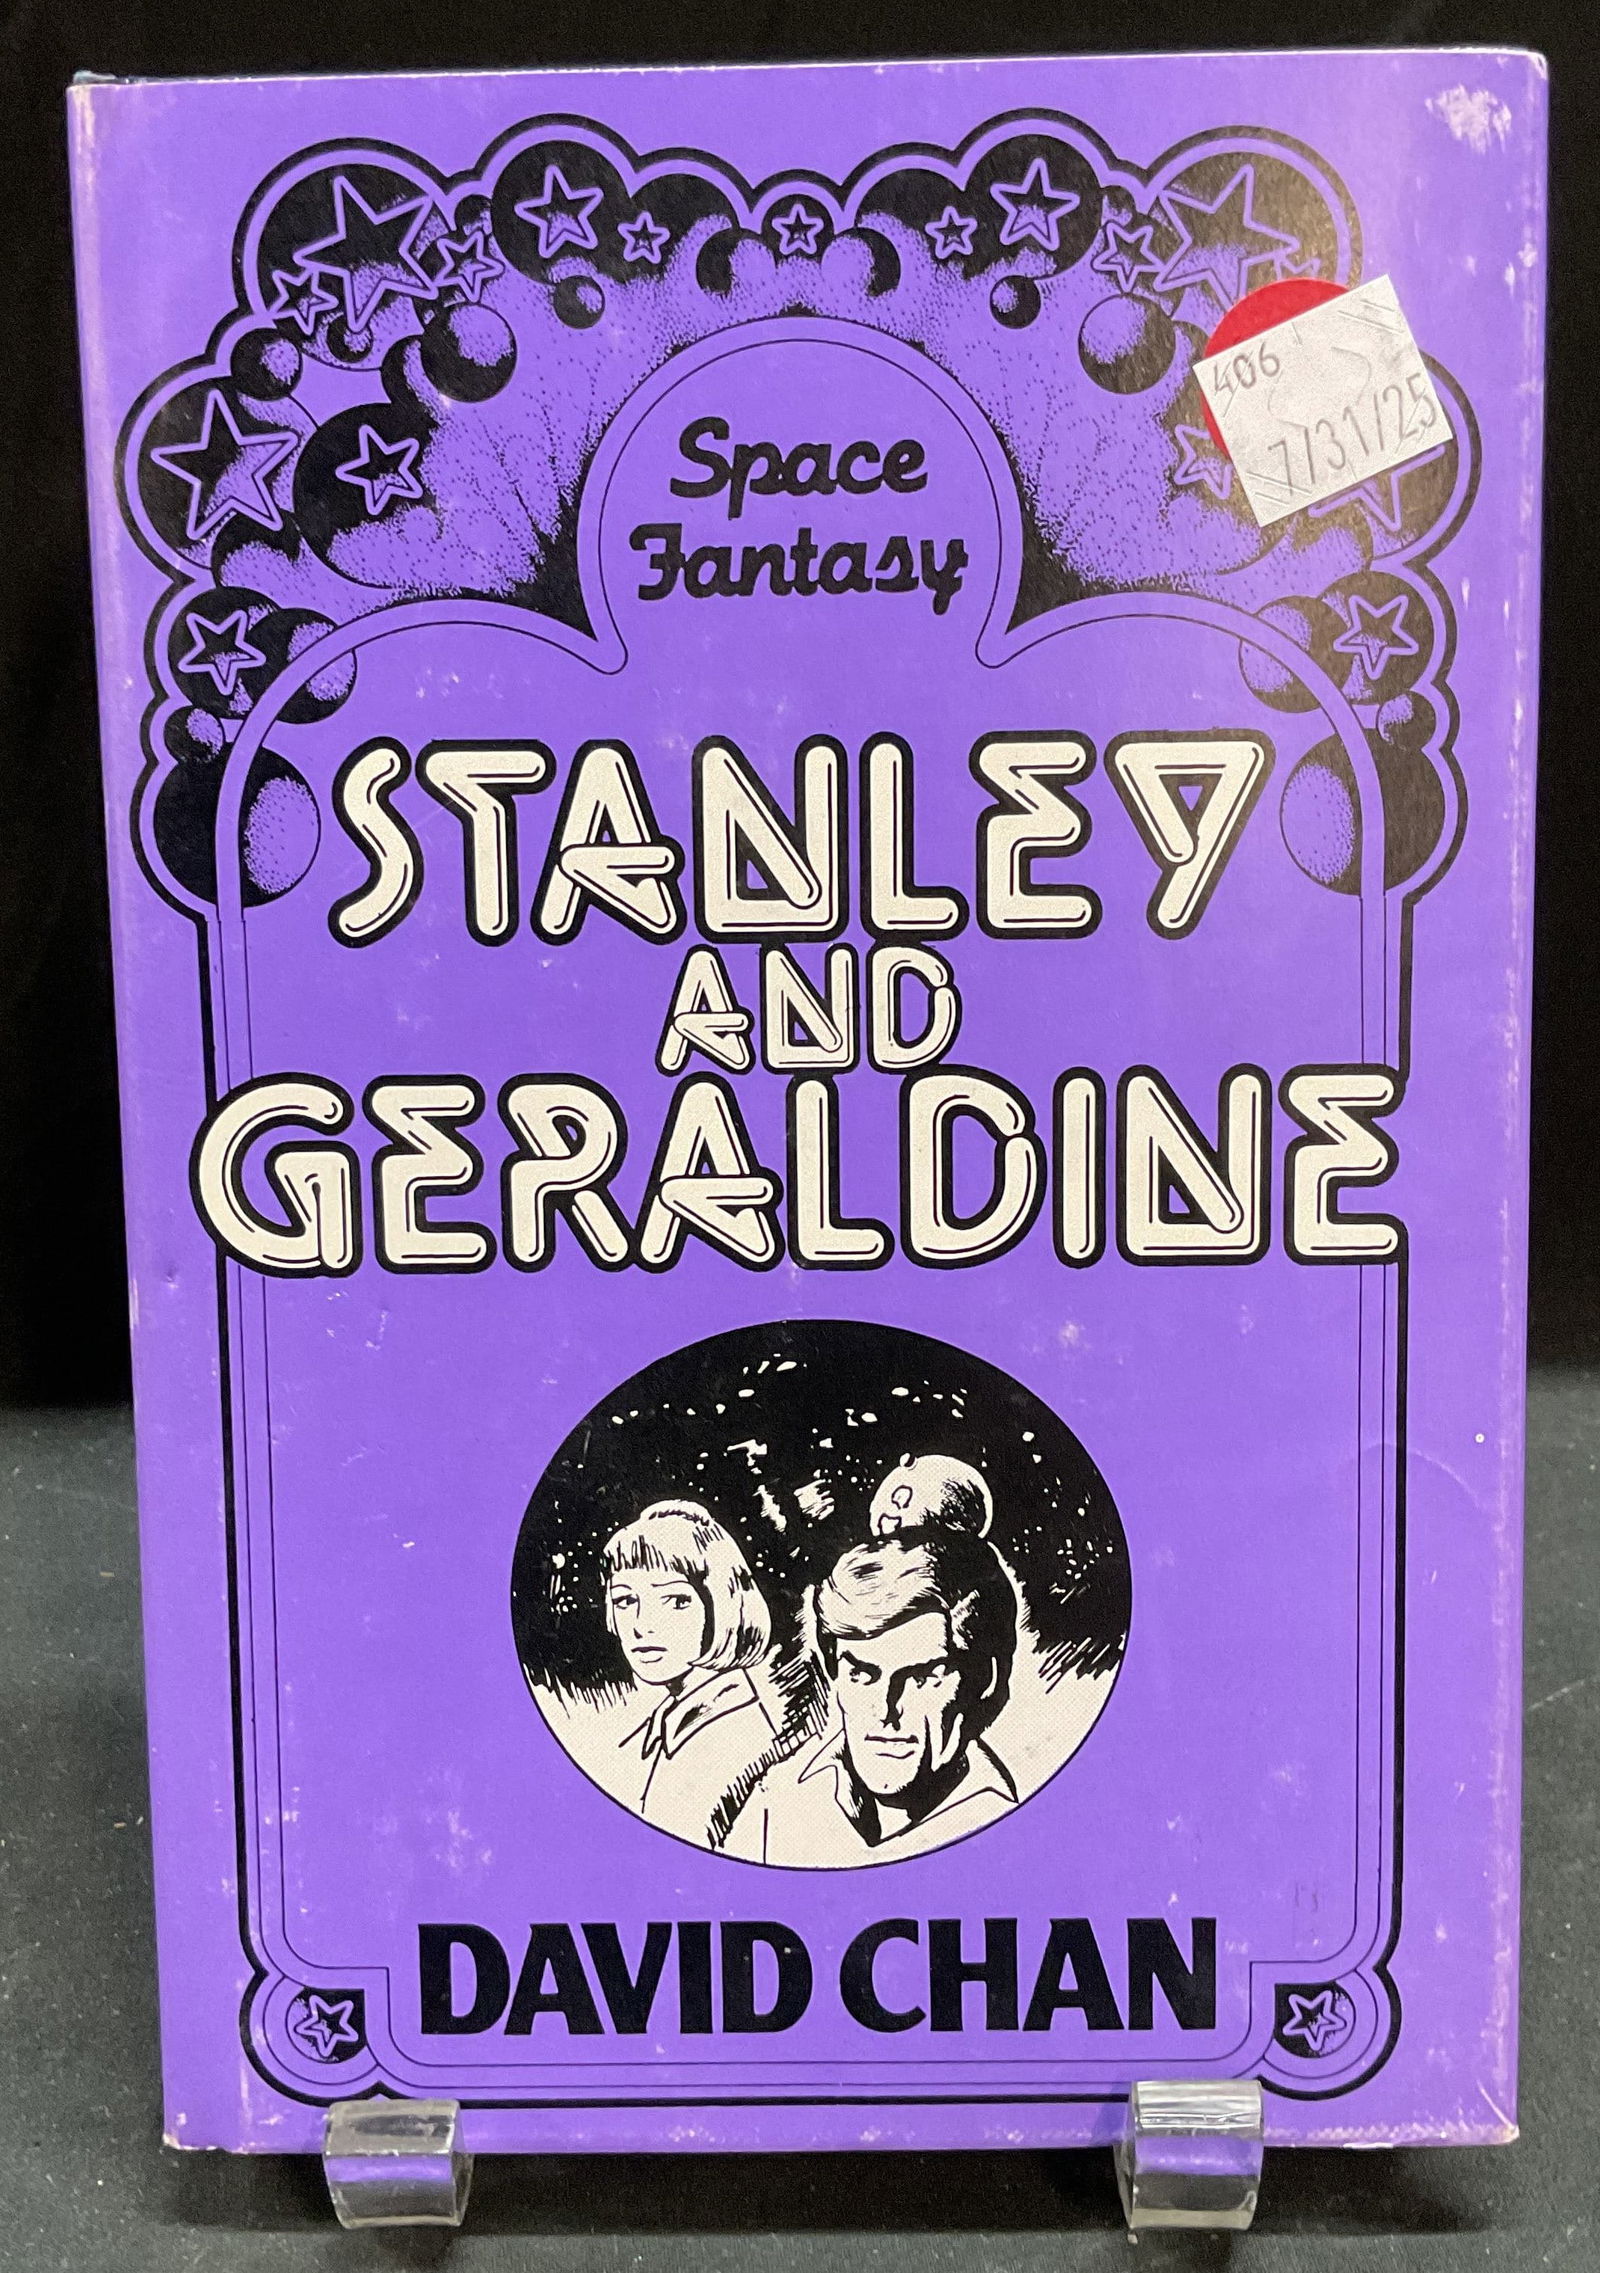 Space
Fantasy
406
7/31/25
STANLEY
AND
GERALDINE
DAVID CHAN